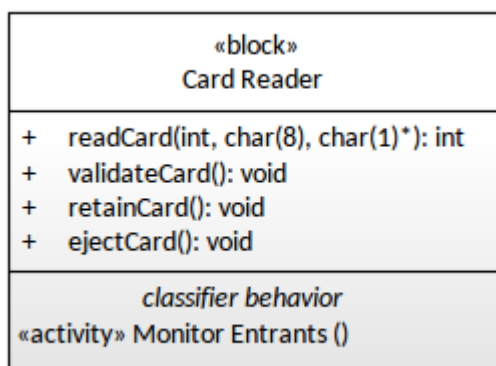 «block»
Card Reader
+ readCard(int, char(8), char(1)*): int
+ validateCard(): void
+ retainCard(): void
+ ejectCard(): void
classifier behavior
«activity» Monitor Entrants ()